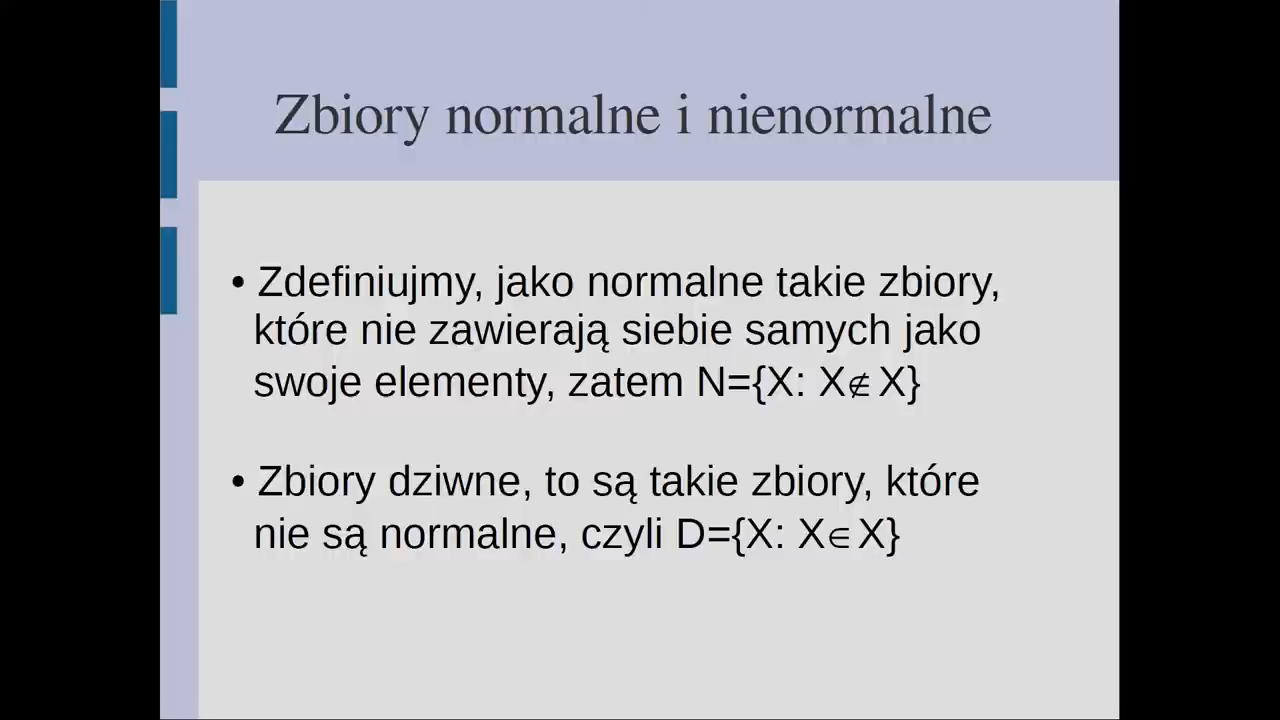 Zbiory normalne i nienormalne
• Zdefiniujmy, jako normalne takie zbiory,
które nie zawierają siebie samych jako
swoje elementy, zatem N={X: X∉X}
• Zbiory dziwne, to są takie zbiory, które
nie są normalne, czyli D={X: X∈X}